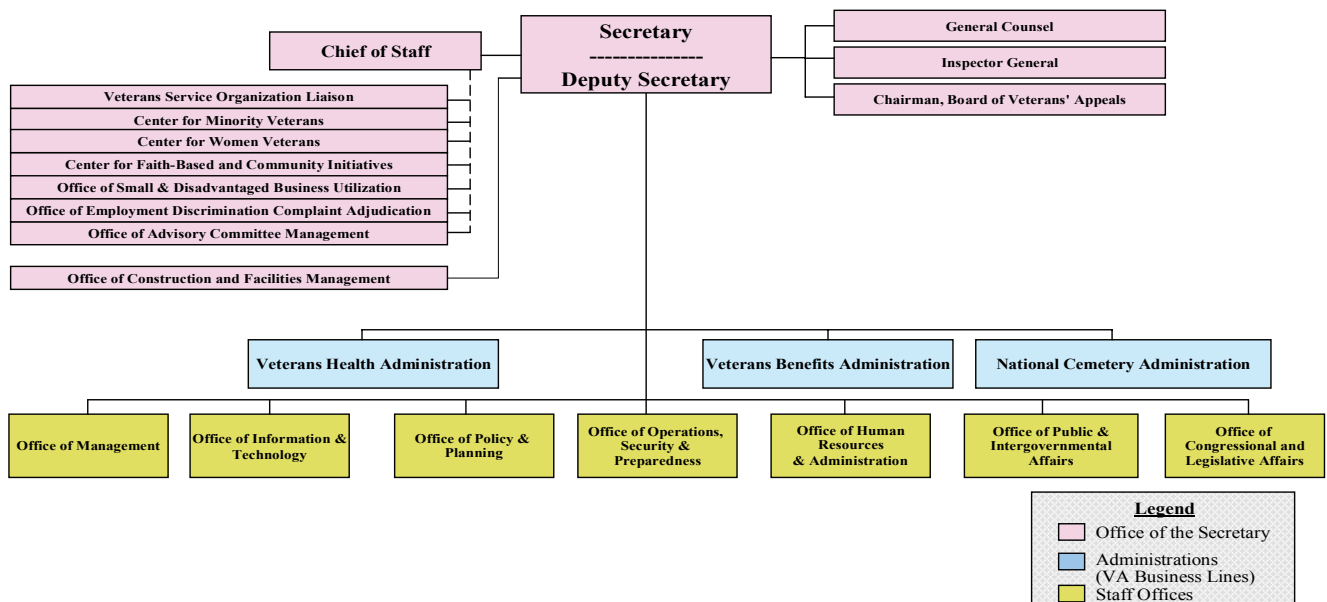 Secretary
---------------
Deputy Secretary
Chief of Staff
General Counsel
Inspector General
Chairman, Board of Veterans' Appeals
Veterans Service Organization Liaison
Center for Minority Veterans
Center for Women Veterans
Center for Faith-Based and Community Initiatives
Office of Small & Disadvantaged Business Utilization
Office of Employment Discrimination Complaint Adjudication
Office of Advisory Committee Management
Office of Construction and Facilities Management
Veterans Health Administration
Veterans Benefits Administration
National Cemetery Administration
Office of Management
Office of Information &
Technology
Office of Policy &
Planning
Office of Operations,
Security &
Preparedness
Office of Human
Resources
& Administration
Office of Public &
Intergovernmental
Affairs
Office of
Congressional and
Legislative Affairs
Legend
Office of the Secretary
Administrations
(VA Business Lines)
Staff Offices